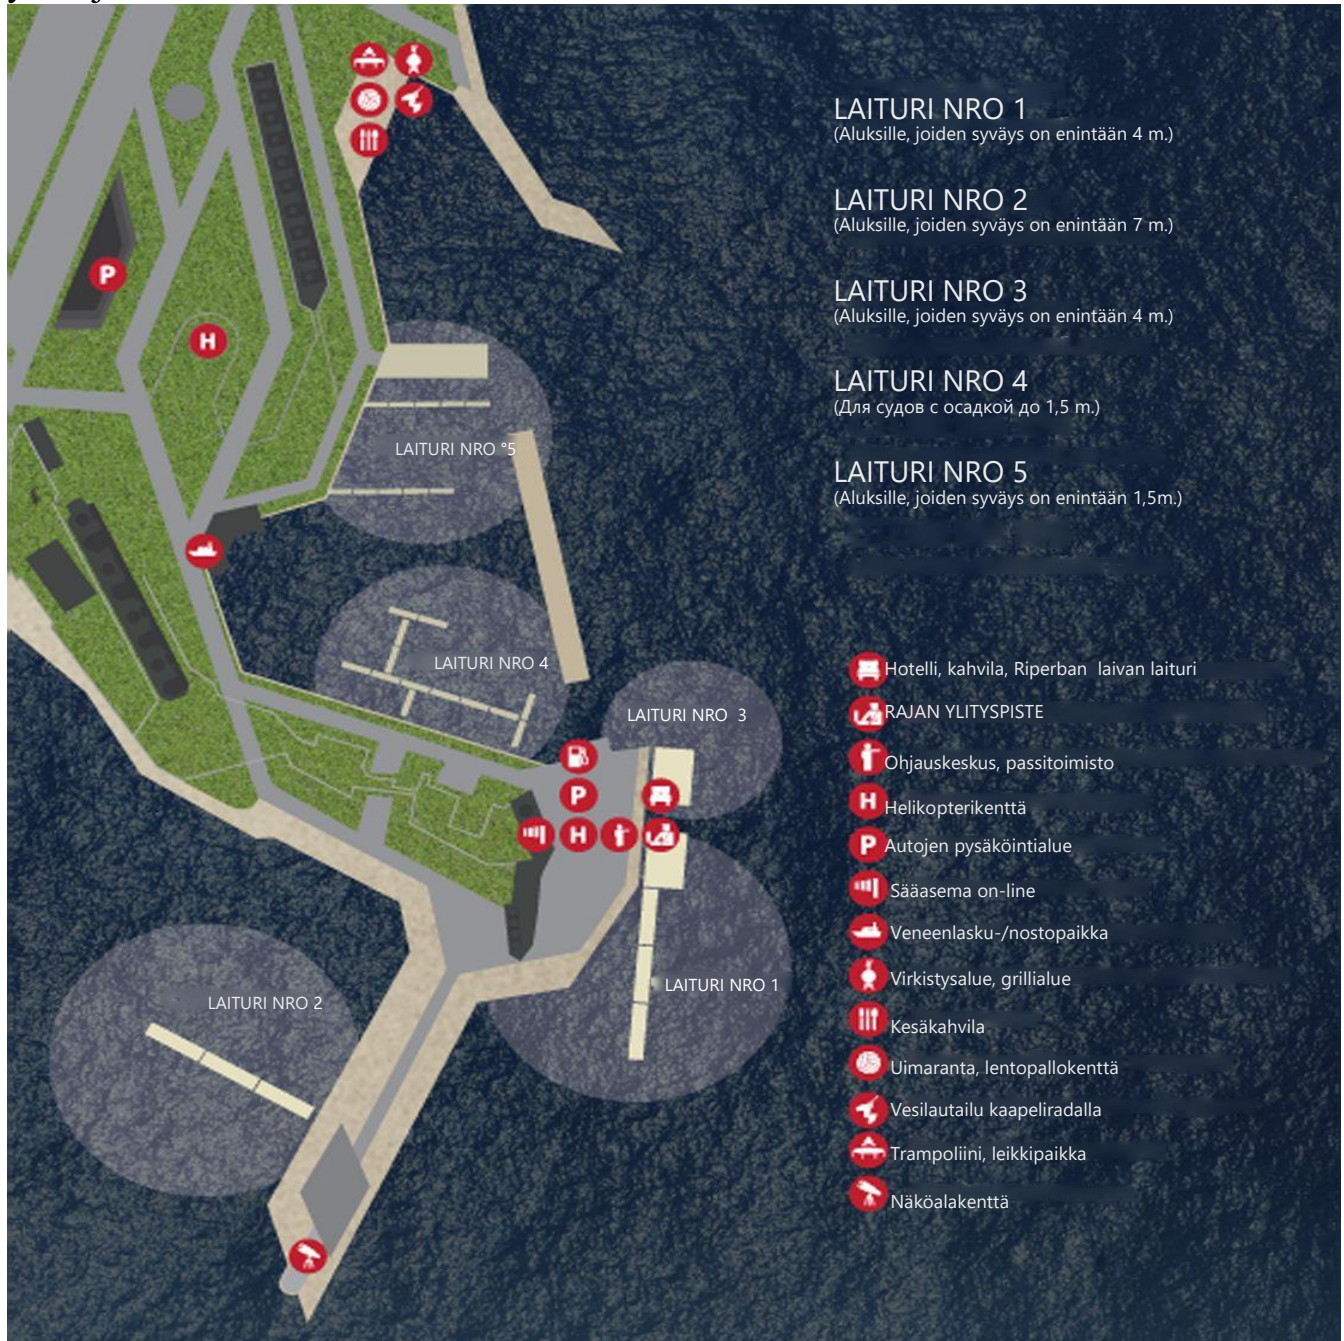 LAITURI NRO 1
(Aluksille, joiden syväys on enintään 4 m.)
LAITURI NRO 2
(Aluksille, joiden syväys on enintään 7 m.)
LAITURI NRO 3
(Aluksille, joiden syväys on enintään 4 m.)
LAITURI NRO 4
(Для судов с осадкой до 1,5 m.)
LAITURI NRO 5
(Aluksille, joiden syväys on enintään 1,5m.)
P
H
LAITURI NRO °5
LAITURI NRO 4
LAITURI NRO 3
P
H
LAITURI NRO 1
LAITURI NRO 2
Hotelli, kahvila, Riperban laivan laituri
RAJAN YLITYSPISTE
Ohjauskeskus, passitoimisto
H Helikopterikenttä
P Autojen pysäköintialue
Sääasema on-line
Veneenlasku-/nostopaikka
Virkistysalue, grillialue
Kesäkahvila
Uimaranta, lentopallokenttä
Vesilautailu kaapeliradalla
Trampoliini, leikkipaikka
Näköalakenttä